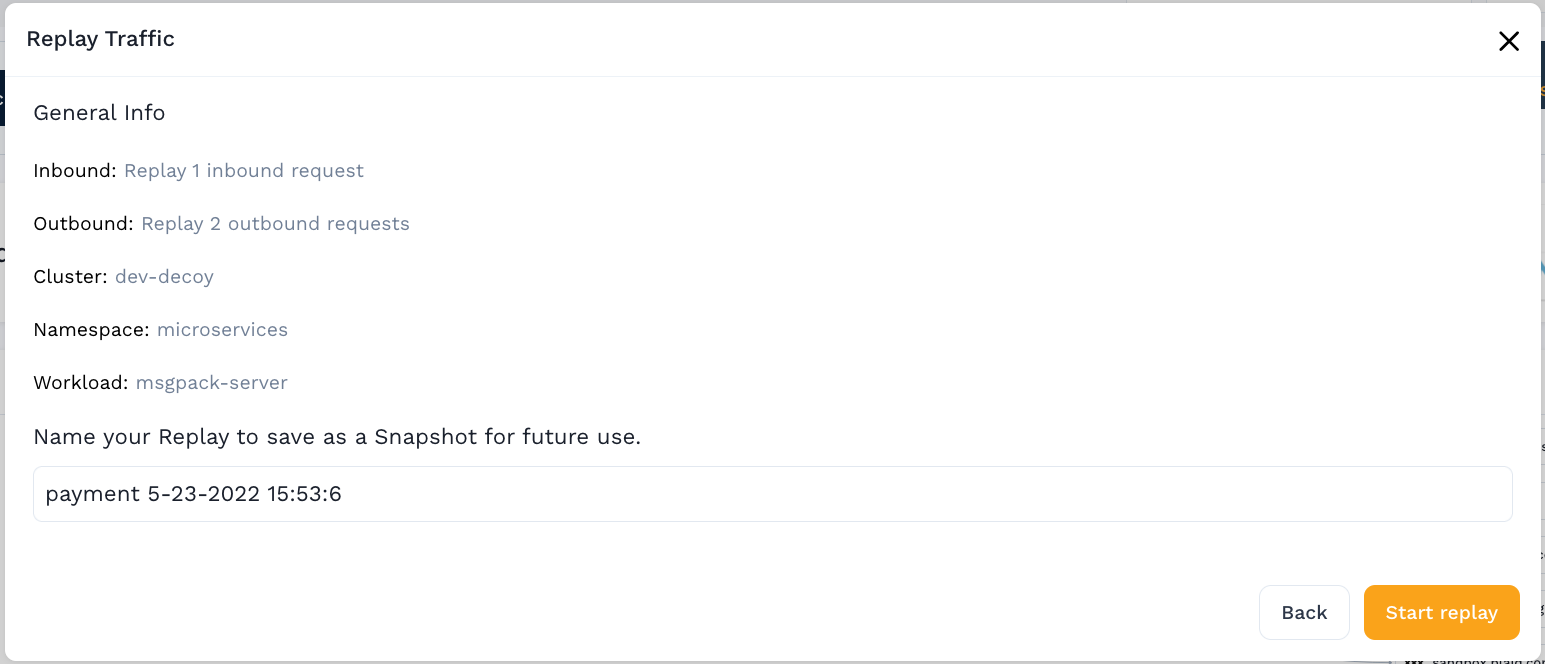 Replay Traffic
General Info
Inbound: Replay 1 inbound request
Outbound: Replay 2 outbound requests
Cluster: dev-decoy
Namespace: microservices
Workload: msgpack-server
Name your Replay to save as a Snapshot for future use.
payment 5-23-2022 15:53:6
Back Start replay